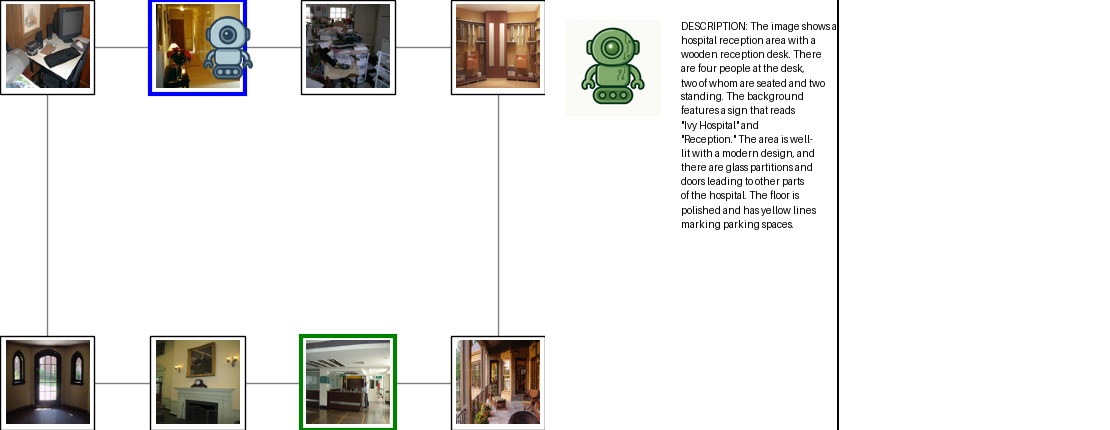 DESCRIPTION: The image shows a
hospital reception area with a
wooden reception desk. There
are four people at the desk,
two of whom are seated and two
standing. The background
features a sign that reads
"Ivy Hospital" and
"Reception." The area is well-
lit with a modern design, and
there are glass partitions and
doors leading to other parts
of the hospital. The floor is
polished and has yellow lines
marking parking spaces.